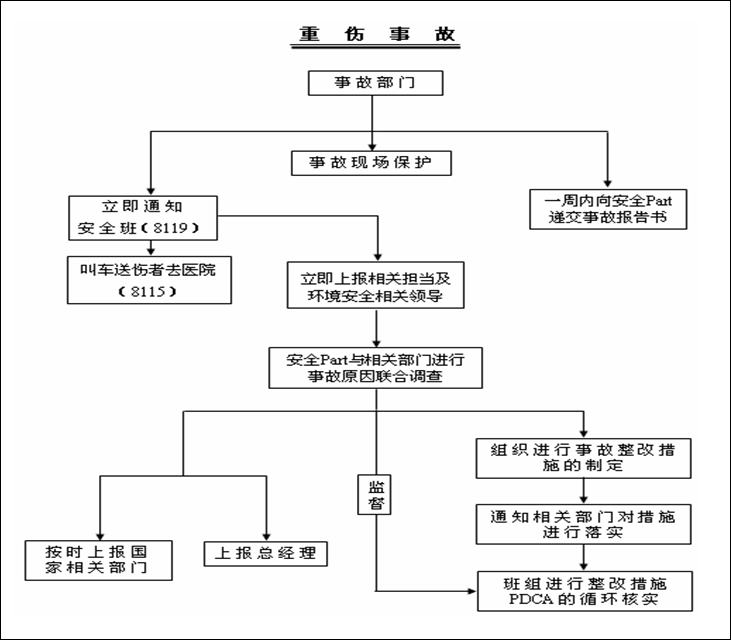 重伤事故
事故部门
事故现场保护
立即通知
安全班(8119)
一周内向安全Part
递交事故报告书
叫车送伤者去医院
(8115)
立即上报相关担当及
环境安全相关领导
安全Part与相关部门进行
事故原因联合调查
组织进行事故整改措
施的制定
监
督
通知相关部门对措施
进行落实
按时上报国
家相关部门
上报总经理
班组进行整改措施
PDCA的循环核实